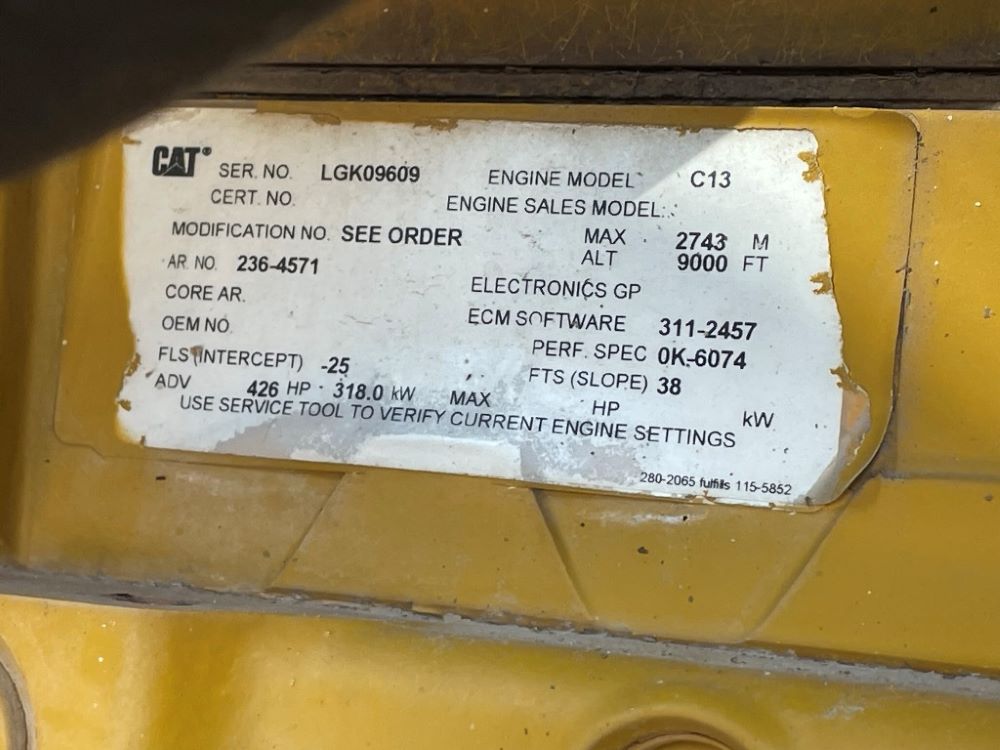 CAT® SER. NO. LGK09609 ENGINE MODEL C13
CERT. NO. ENGINE SALES MODEL:
MODIFICATION NO. SEE ORDER MAX 2743 M
ALT 9000 FT
AR. NO. 236-4571
CORE AR. ELECTRONICS GP
OEM NO. ECM SOFTWARE 311-2457
PERF. SPEC 0K-6074
FLS (INTERCEPT) -25 FTS (SLOPE) 38
ADV 426 HP 318.0 kW MAX HP kW
USE SERVICE TOOL TO VERIFY CURRENT ENGINE SETTINGS
280-2065 fulfills 115-5852